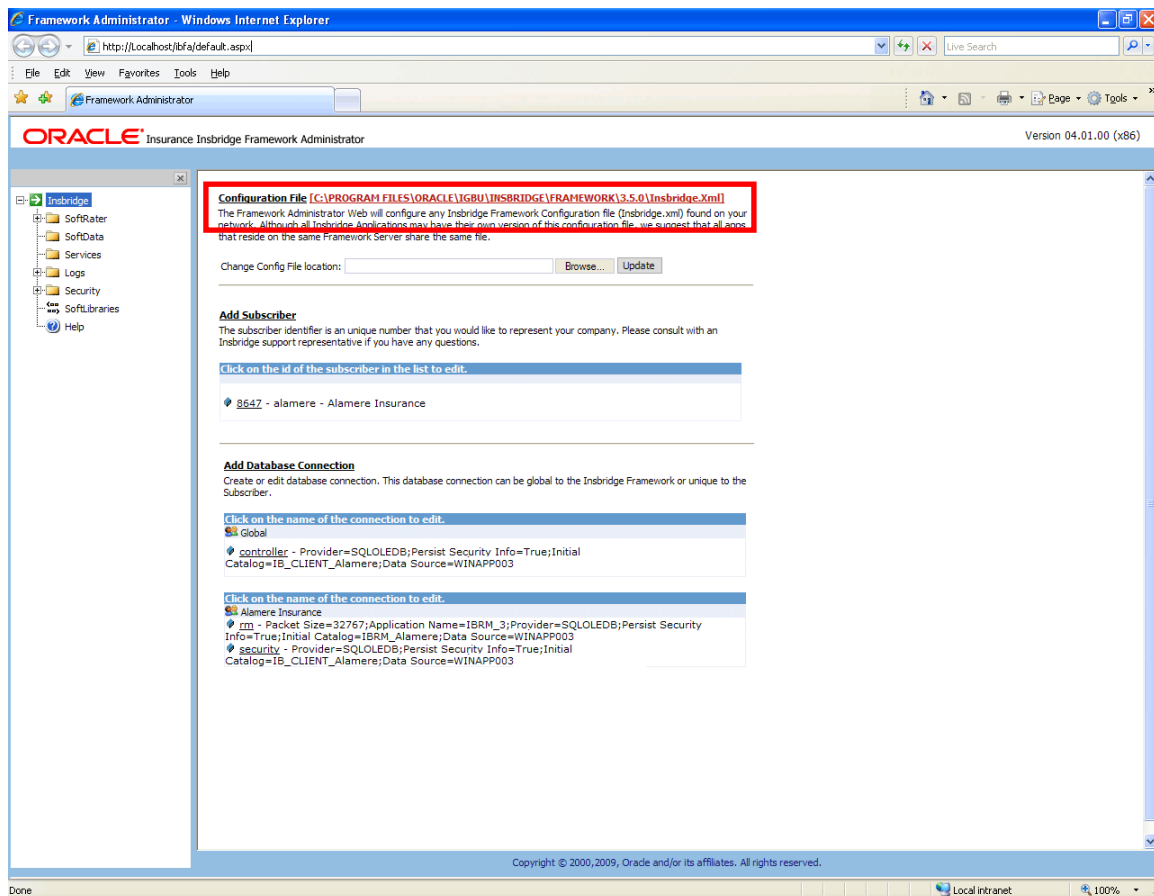 Framework Administrator - Windows Internet Explorer
http://Localhost/ibfa/default.aspx
Live Search
File Edit View Favorites Tools Help
Framework Administrator
Page Tools
ORACLE Insurance Insbridge Framework Administrator
Version 04.01.00 (x86)
Insbridge
SoftRater
SoftData
Services
Logs
Security
SoftLibraries
Help
Configuration File [C:\PROGRAM FILES\ORACLE\IGBU\INSBRIDGE\FRAMEWORK\3.5.0\Insbridge.Xml]
The Framework Administrator Web will configure any Insbridge Framework Configuration file (Insbridge.xml) found on your
network. Although all Insbridge Applications may have their own version of this configuration file, we suggest that all apps
that reside on the same Framework Server share the same file.
Change Config File location: Browse... Update
Add Subscriber
The subscriber identifier is an unique number that you would like to represent your company. Please consult with an
Insbridge support representative if you have any questions.
Click on the id of the subscriber in the list to edit.
8647 - alamere - Alamere Insurance
Add Database Connection
Create or edit database connection. This database connection can be global to the Insbridge Framework or unique to the
Subscriber.
Click on the name of the connection to edit.
Global
controller - Provider=SQLOLEDB;Persist Security Info=True;Initial
Catalog=IB_CLIENT_Alamere;Data Source=WINAPP003
Click on the name of the connection to edit.
Alamere Insurance
rm - Packet Size=32767;Application Name=IBRM_3;Provider=SQLOLEDB;Persist Security
Info=True;Initial Catalog=IBRM_Alamere;Data Source=WINAPP003
security - Provider=SQLOLEDB;Persist Security Info=True;Initial
Catalog=IB_CLIENT_Alamere;Data Source=WINAPP003
Copyright © 2000,2009, Oracle and/or its affiliates. All rights reserved.
Done
Local intranet
100%